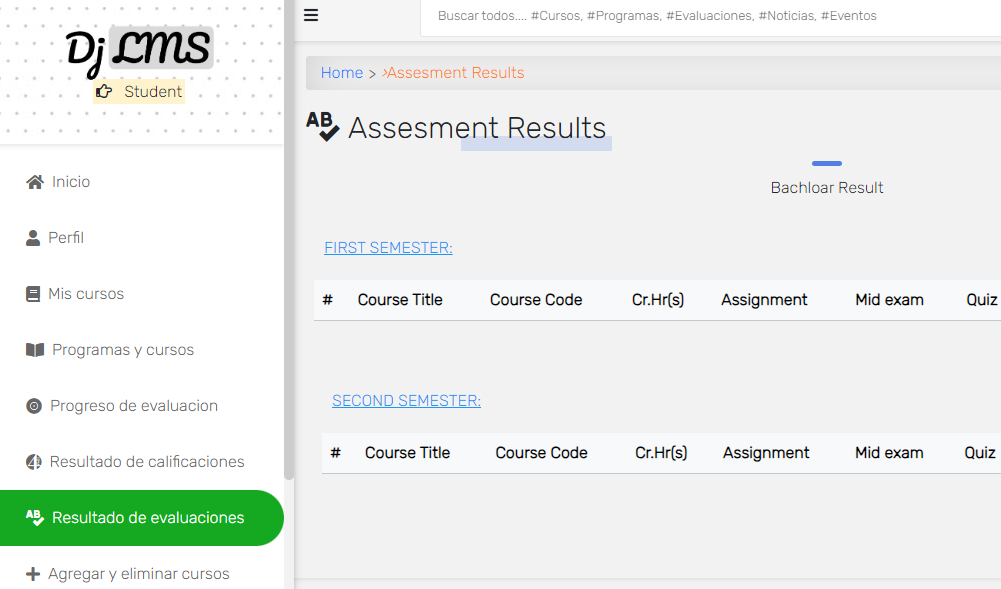 Dj LMS
Student
Inicio
Perfil
Mis cursos
Programas y cursos
Progreso de evaluacion
Resultado de calificaciones
AB Resultado de evaluaciones
Agregar y eliminar cursos
Buscar todos.... #Cursos, #Programas, #Evaluaciones, #Noticias, #Eventos
Home > ›Assesment Results
AB Assesment Results
Bachloar Result
FIRST SEMESTER:
# Course Title Course Code Cr.Hr(s) Assignment Mid exam Quiz
SECOND SEMESTER:
# Course Title Course Code Cr.Hr(s) Assignment Mid exam Quiz